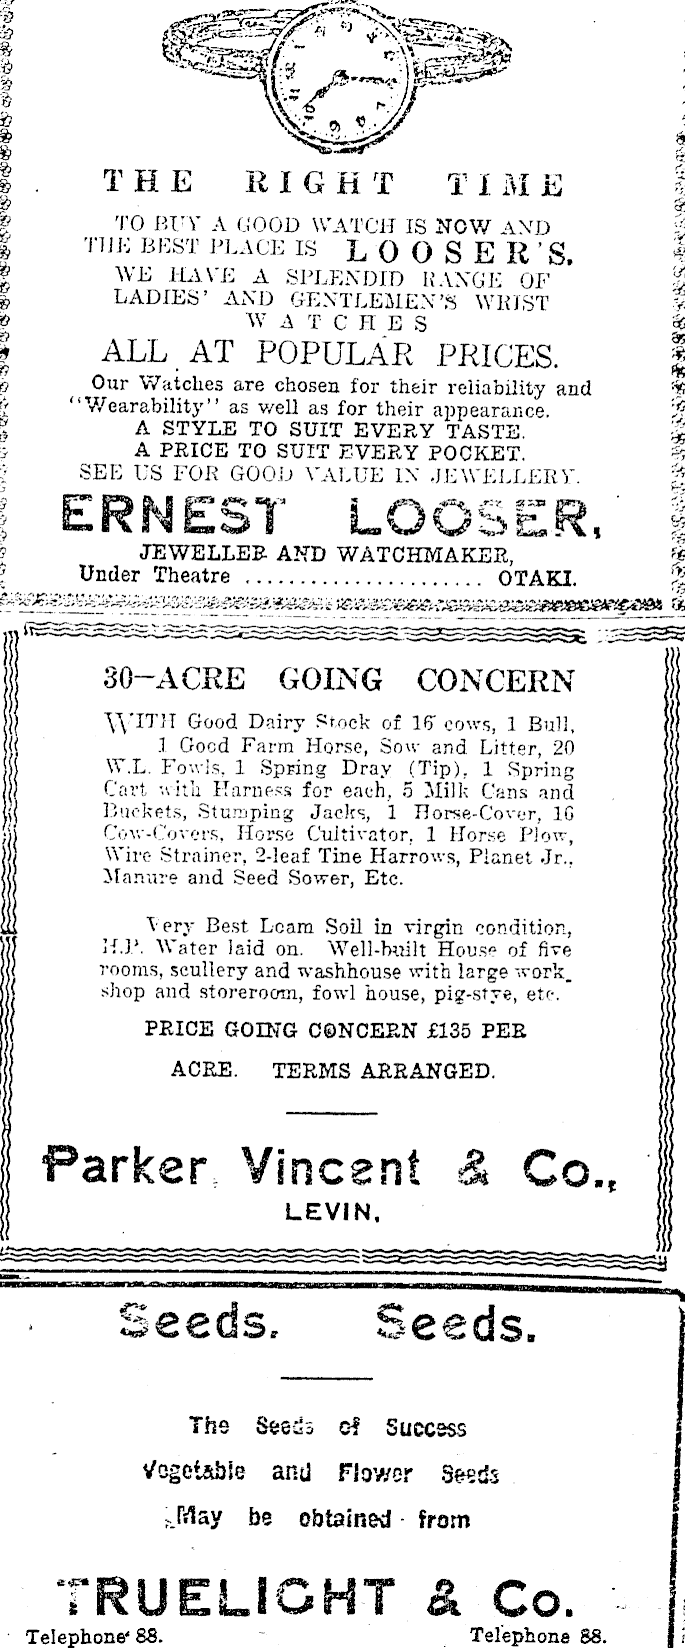 THE RIGHT TIME
TO BUY A GOOD WATCH IS NOW AND
THE BEST PLACE IS LOOSER'S.
WE HAVE A SPLENDID RANGE OF
LADIES' AND GENTLEMEN'S WRIST
WATCHES
ALL AT POPULAR PRICES.
Our Watches are chosen for their reliability and
"Wearability" as well as for their appearance.
A STYLE TO SUIT EVERY TASTE.
A PRICE TO SUIT EVERY POCKET.
SEE US FOR GOOD VALUE IN JEWELLERY.
ERNEST LOOSER,
JEWELLER AND WATCHMAKER,
Under Theatre ...................... OTAKI.
30-ACRE GOING CONCERN
WITH Good Dairy Stock of 16 cows, 1 Bull,
1 Good Farm Horse, Sow and Litter, 20
W.L. Fowls, 1 Spring Dray (Tip), 1 Spring
Cart with Harness for each, 5 Milk Cans and
Buckets, Stumping Jacks, 1 Horse-Cover, 16
Cow-Covers, Horse Cultivator, 1 Horse Plow,
Wire Strainer, 2-leaf Tine Harrows, Planet Jr.,
Manure and Seed Sower, Etc.
Very Best Loam Soil in virgin condition,
H.P. Water laid on. Well-built House of five
rooms, scullery and washhouse with large work-
shop and storeroom, fowl house, pig-stye, etc.
PRICE GOING CONCERN £135 PER
ACRE. TERMS ARRANGED.
Parker Vincent & Co.,
LEVIN.
Seeds. Seeds.
The Seeds of Success
Vegetable and Flower Seeds
May be obtained from
TRUELIGHT & Co.
Telephone 88. Telephone 88.